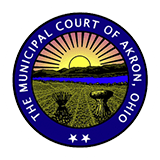 THE MUNICIPAL COURT OF AKRON, OHIO